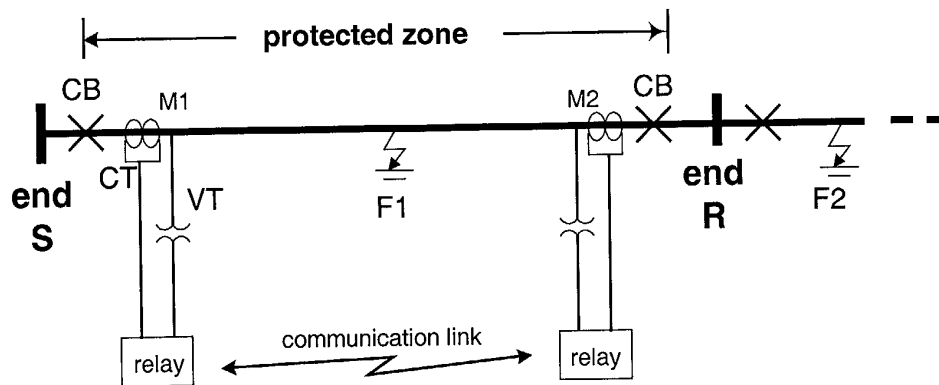 protected zone
CB
M1
M2
CB
CT
VT
F1
F2
end
S
end
R
communication link
relay
relay